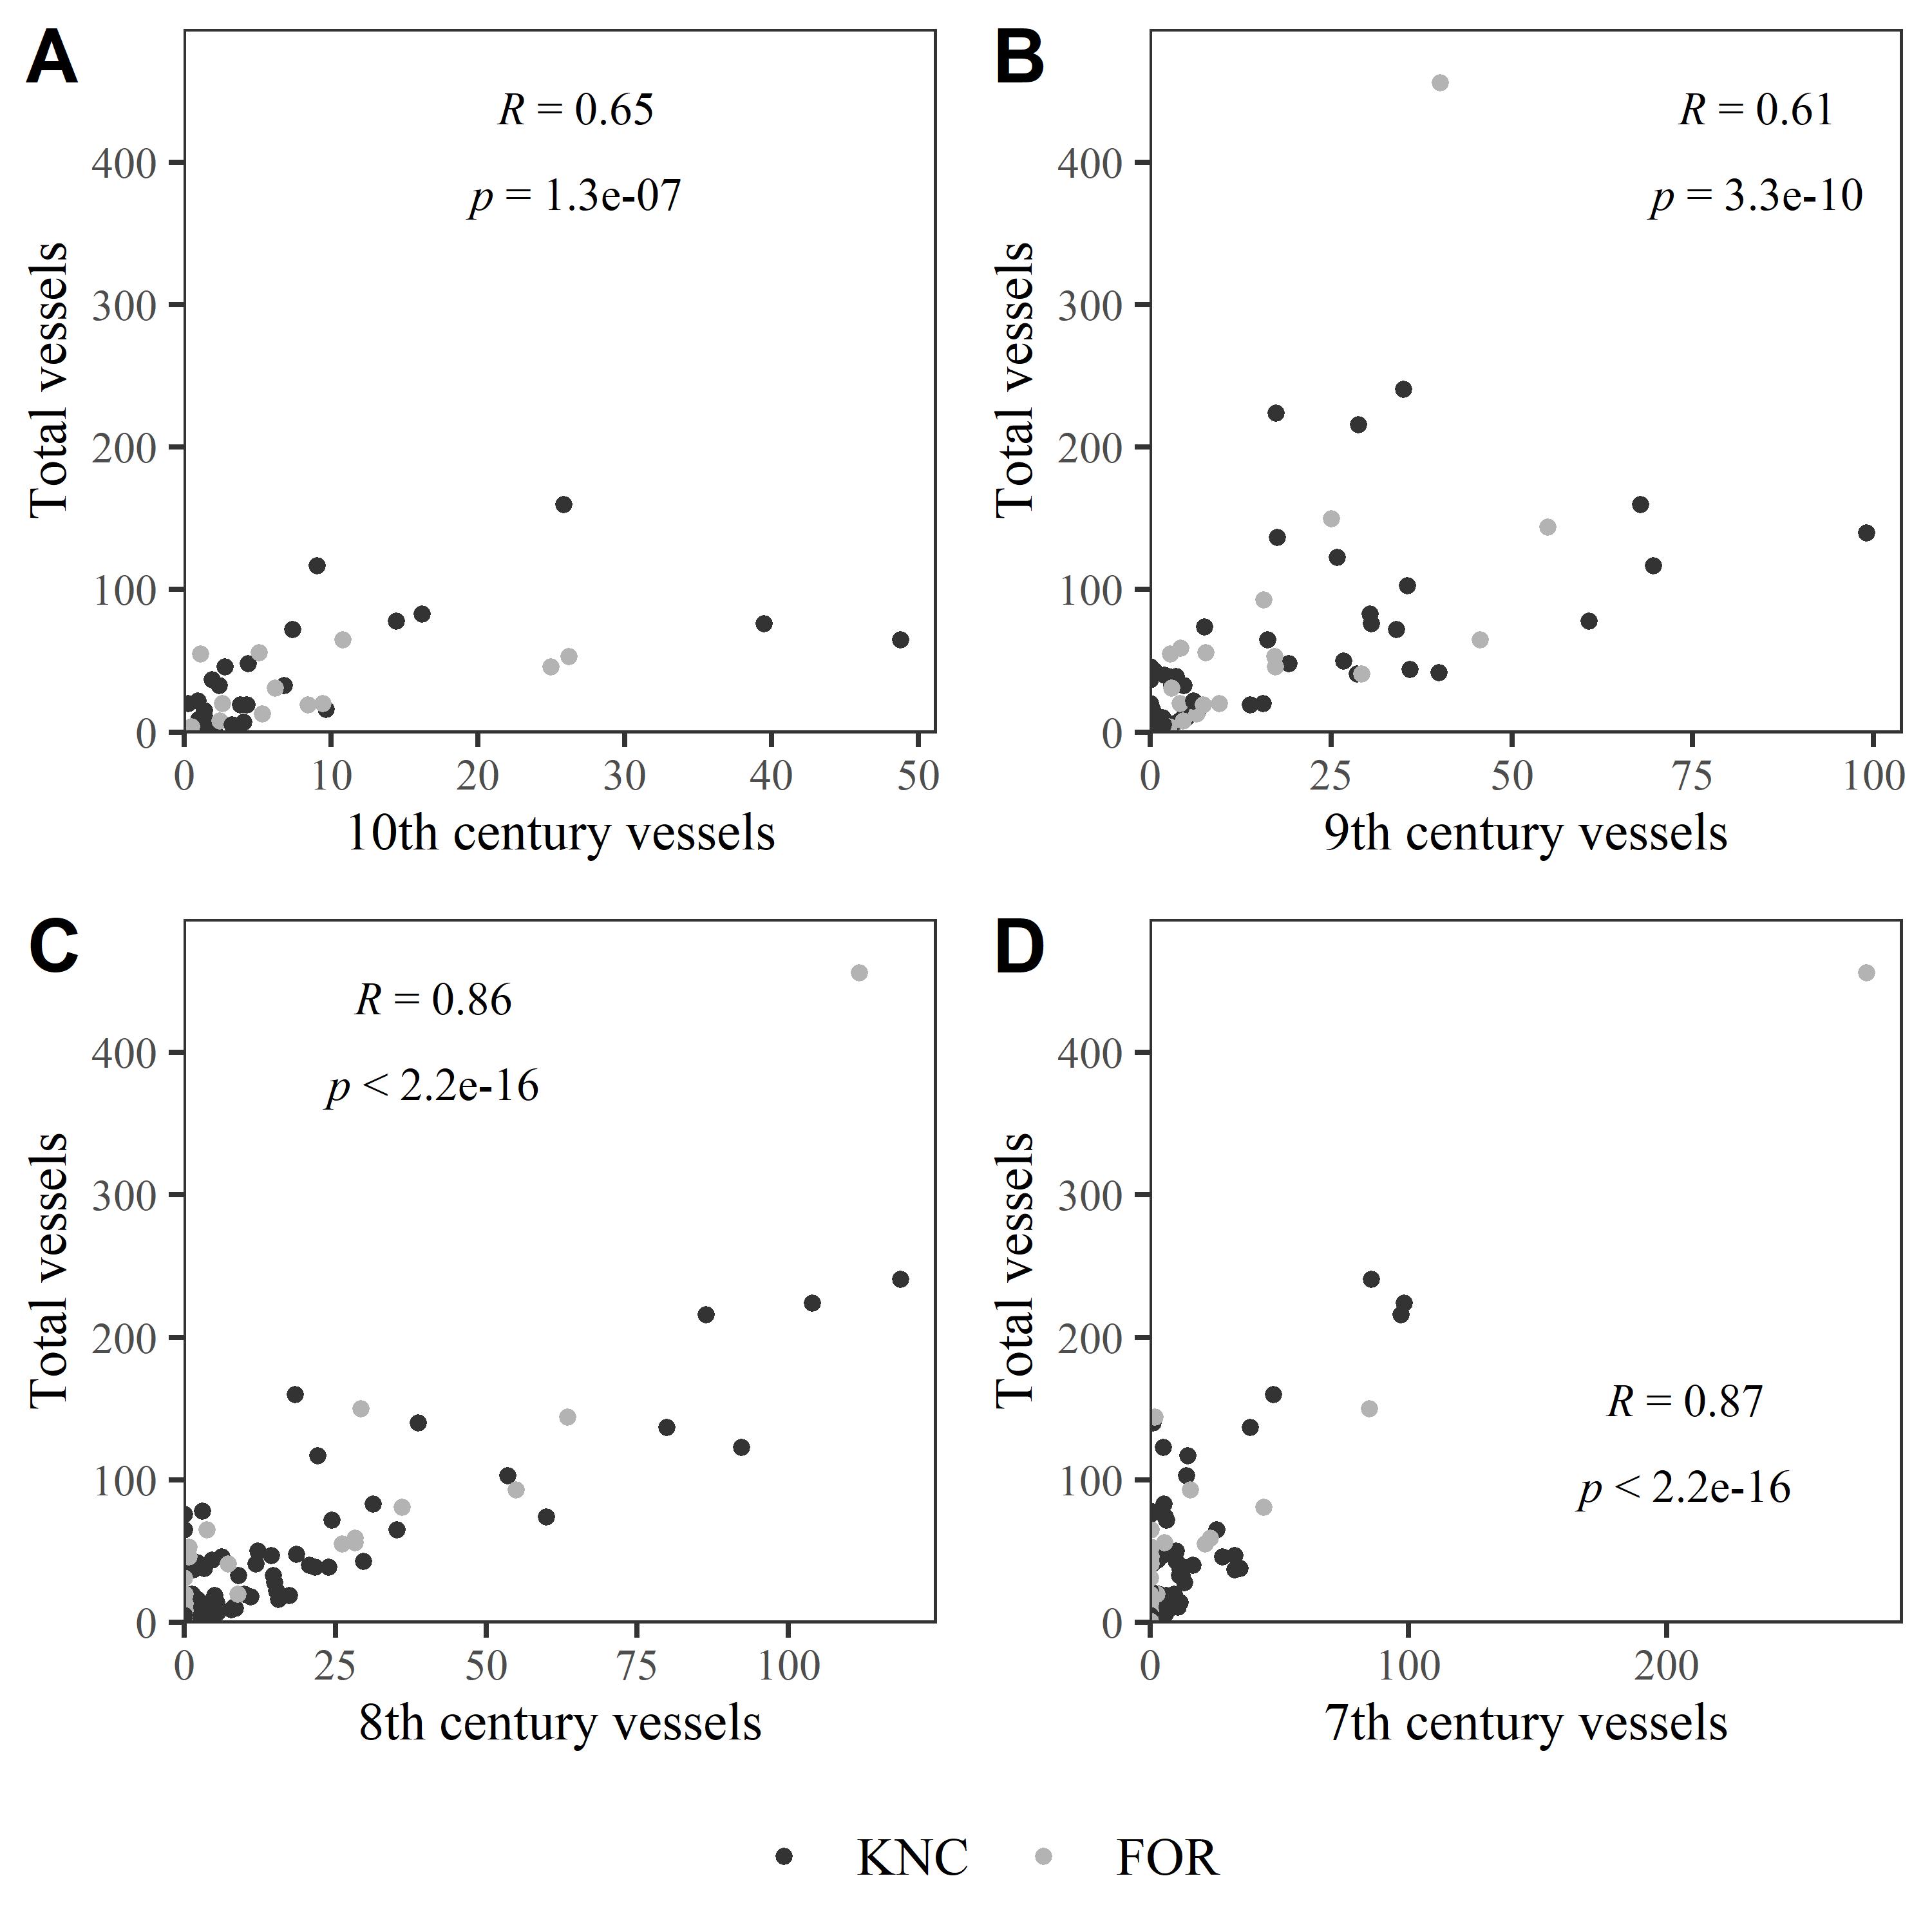 A
R = 0.65
p = 1.3e-07
Total vessels
400
300
200
100
0
0 10 20 30 40 50
10th century vessels
B
R = 0.61
p = 3.3e-10
Total vessels
400
300
200
100
0
0 25 50 75 100
9th century vessels
C
R = 0.86
p < 2.2e-16
Total vessels
400
300
200
100
0
0 25 50 75 100
8th century vessels
D
R = 0.87
p < 2.2e-16
Total vessels
400
300
200
100
0
0 100 200
7th century vessels
KNC FOR